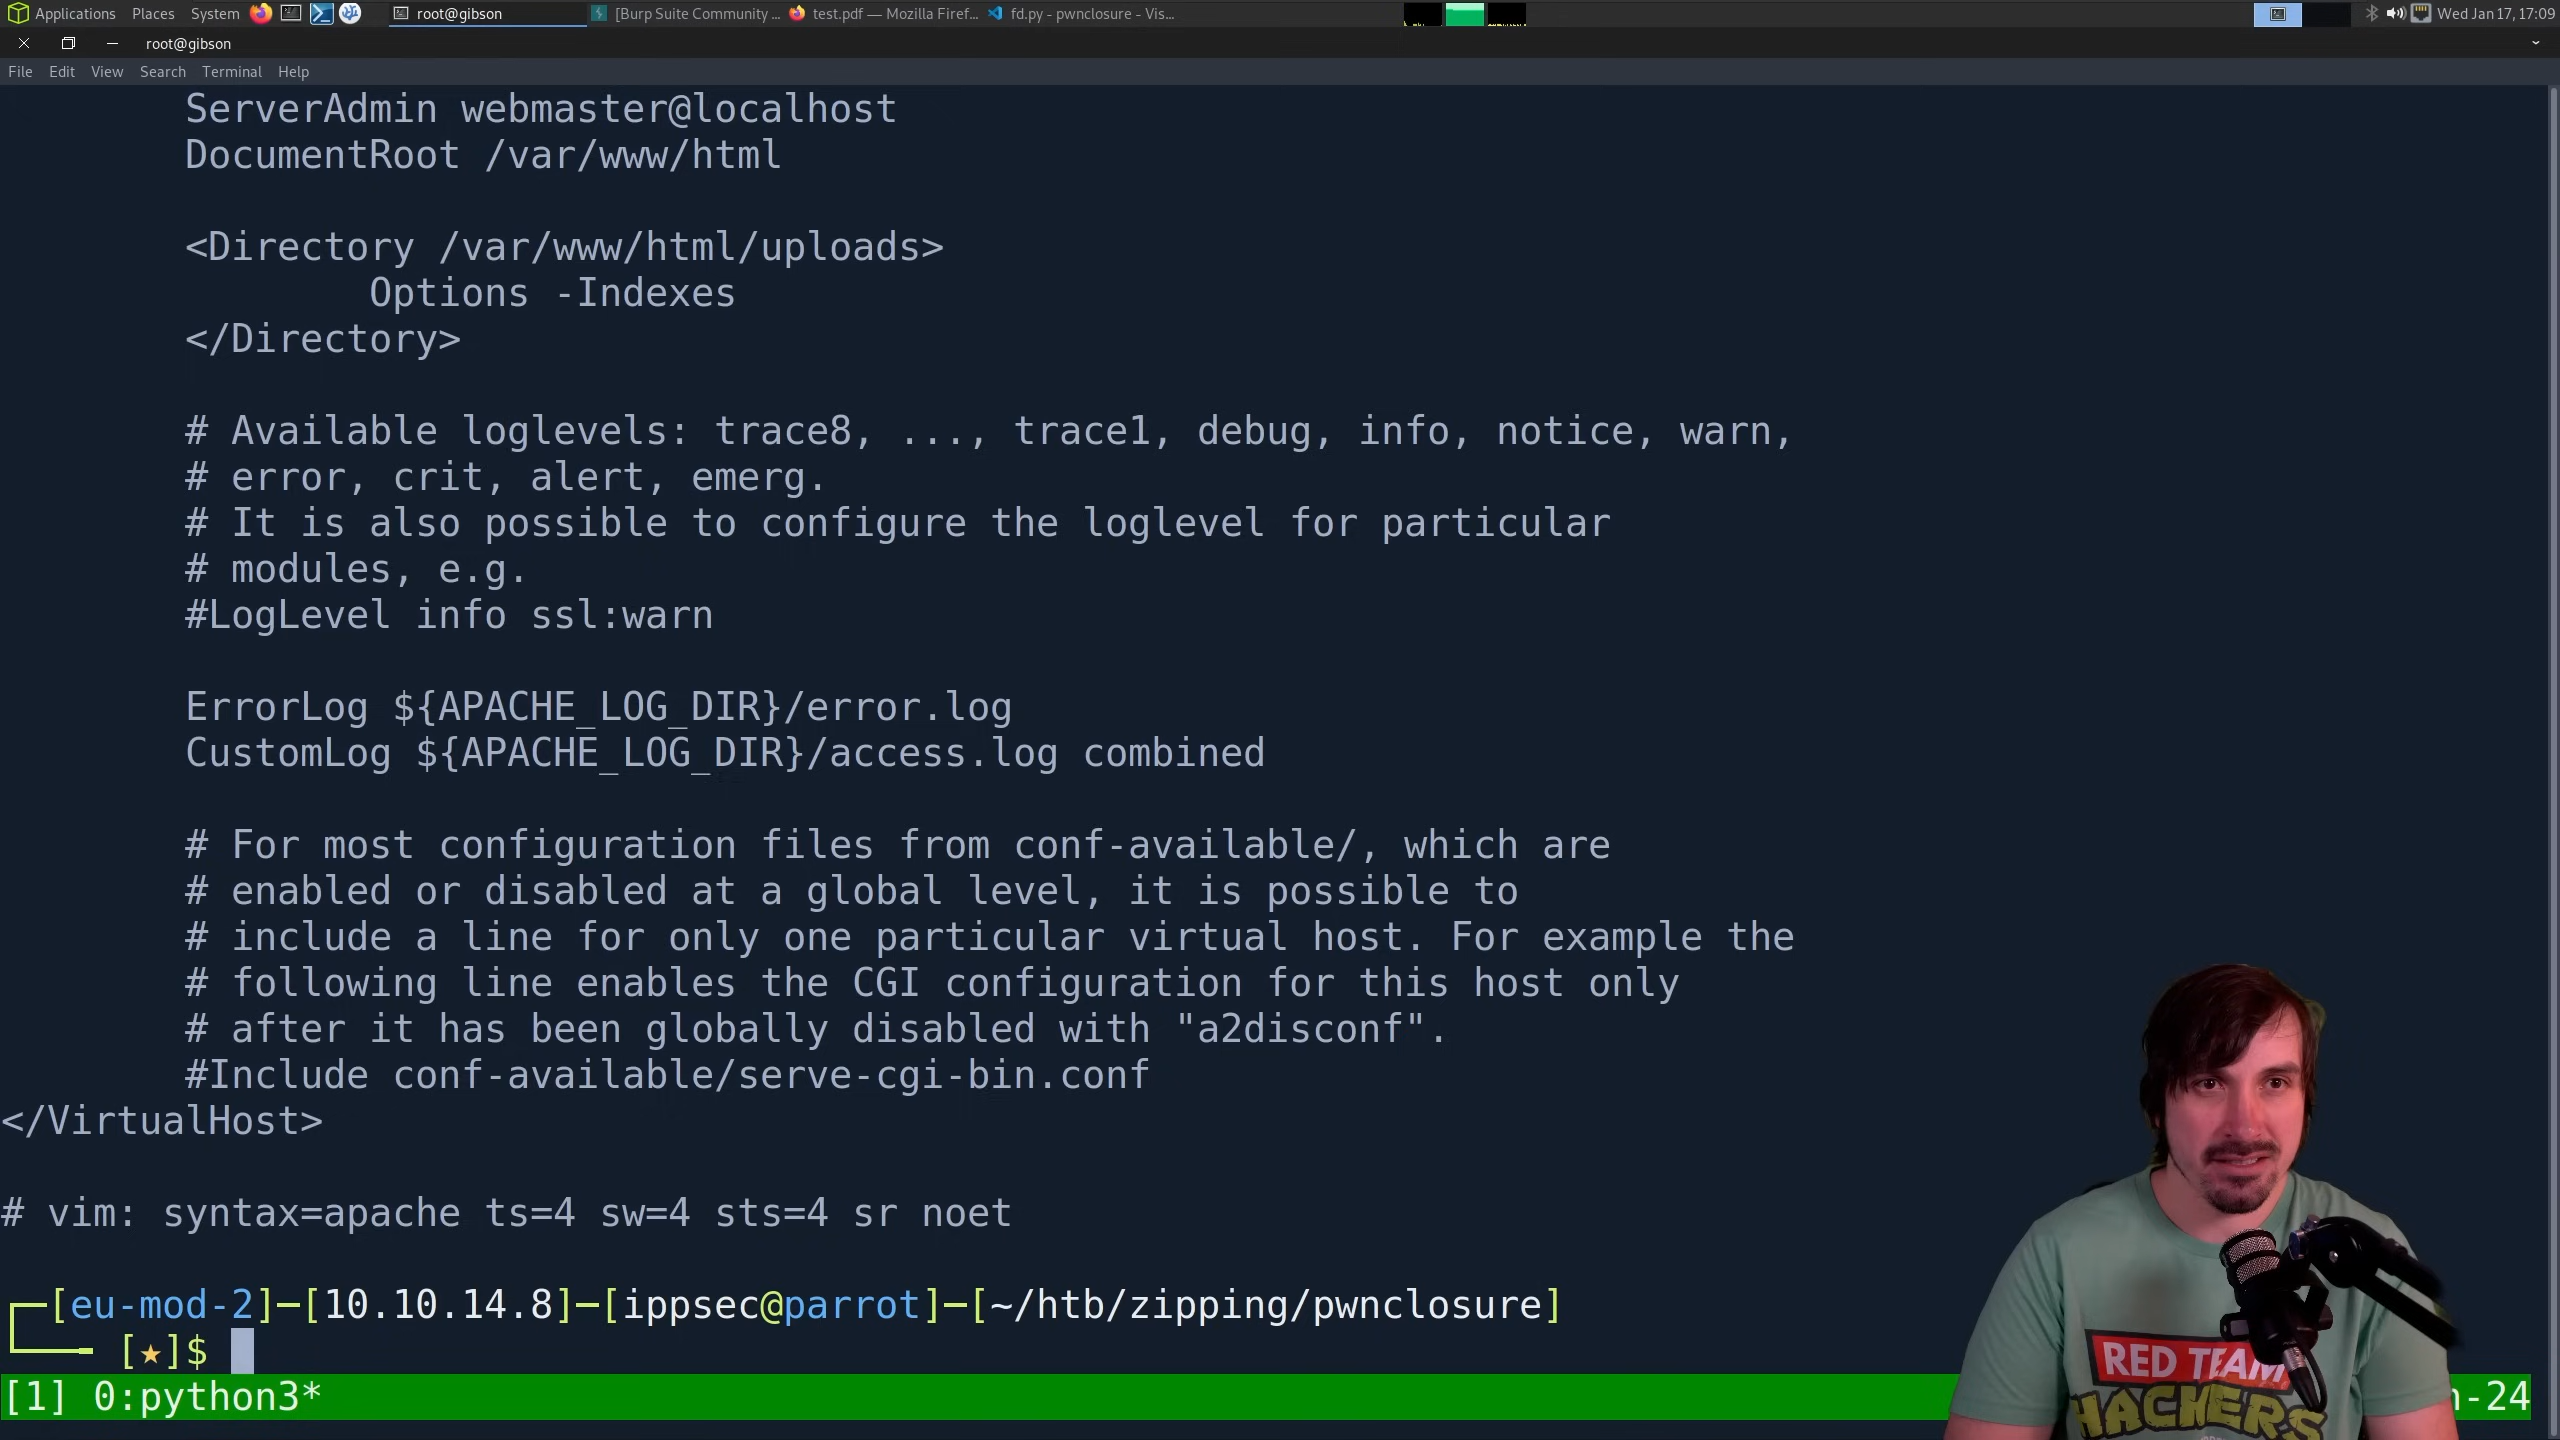 Applications Places System root@gibson [Burp Suite Community ... test.pdf — Mozilla Firef... fd.py - pwnclosure - Vis... Wed Jan 17, 17:09
root@gibson
File Edit View Search Terminal Help
ServerAdmin webmaster@localhost
DocumentRoot /var/www/html
<Directory /var/www/html/uploads>
Options -Indexes
</Directory>
# Available loglevels: trace8, ..., trace1, debug, info, notice, warn,
# error, crit, alert, emerg.
# It is also possible to configure the loglevel for particular
# modules, e.g.
#LogLevel info ssl:warn
ErrorLog ${APACHE_LOG_DIR}/error.log
CustomLog ${APACHE_LOG_DIR}/access.log combined
# For most configuration files from conf-available/, which are
# enabled or disabled at a global level, it is possible to
# include a line for only one particular virtual host. For example the
# following line enables the CGI configuration for this host only
# after it has been globally disabled with "a2disconf".
#Include conf-available/serve-cgi-bin.conf
</VirtualHost>
# vim: syntax=apache ts=4 sw=4 sts=4 sr noet
┌─[eu-mod-2]─[10.10.14.8]─[ippsec@parrot]─[~/htb/zipping/pwnclosure]
└──╼ [★]$
[1] 0:python3* -24
RED TEAM
HACKERS